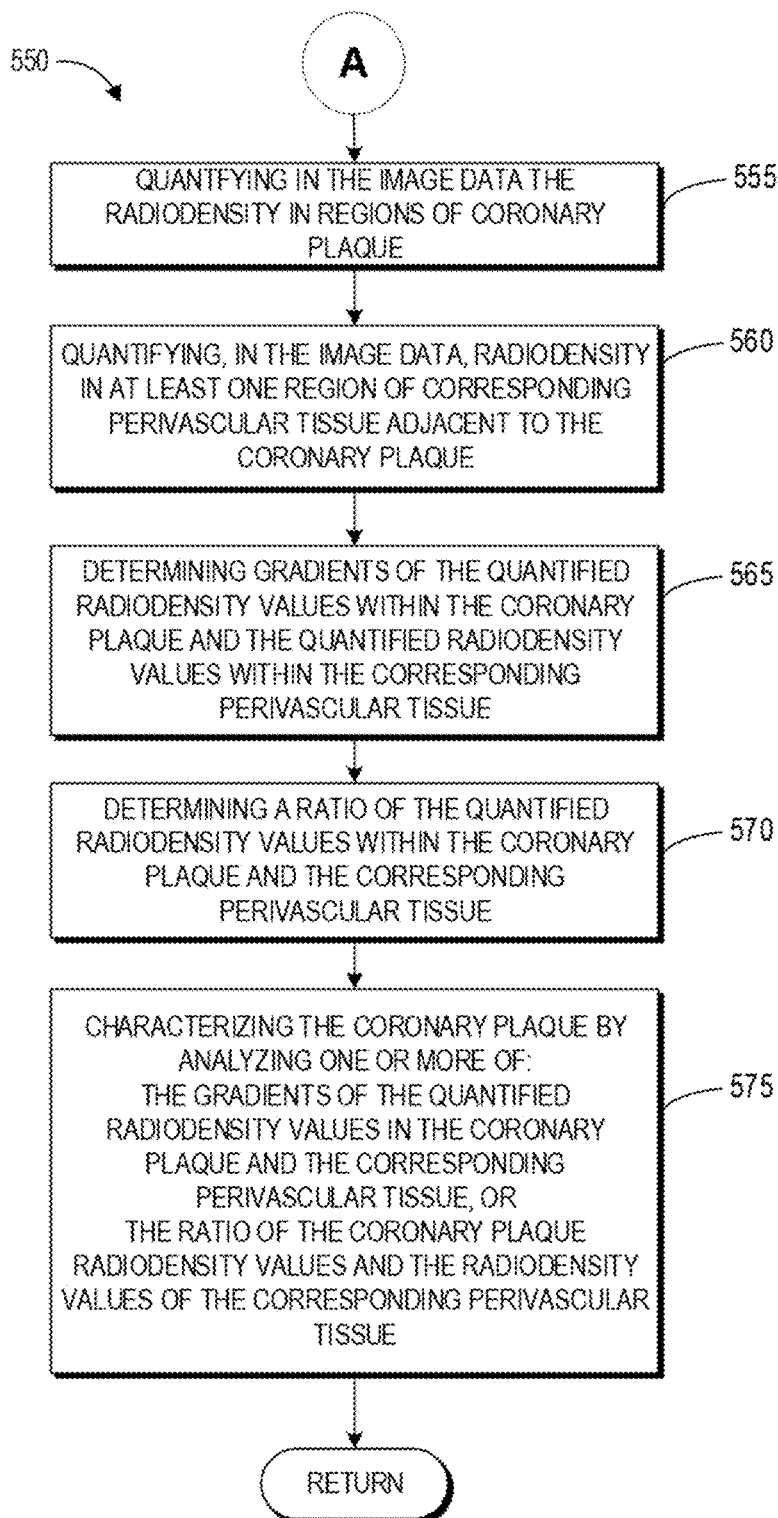 550
A
QUANTFYING IN THE IMAGE DATA THE
RADIODENSITY IN REGIONS OF CORONARY
PLAQUE
555
QUANTIFYING, IN THE IMAGE DATA, RADIODENSITY
IN AT LEAST ONE REGION OF CORRESPONDING
PERIVASCULAR TISSUE ADJACENT TO THE
CORONARY PLAQUE
560
DETERMINING GRADIENTS OF THE QUANTIFIED
RADIODENSITY VALUES WITHIN THE CORONARY
PLAQUE AND THE QUANTIFIED RADIODENSITY
VALUES WITHIN THE CORRESPONDING
PERIVASCULAR TISSUE
565
DETERMINING A RATIO OF THE QUANTIFIED
RADIODENSITY VALUES WITHIN THE CORONARY
PLAQUE AND THE CORRESPONDING
PERIVASCULAR TISSUE
570
CHARACTERIZING THE CORONARY PLAQUE BY
ANALYZING ONE OR MORE OF:
THE GRADIENTS OF THE QUANTIFIED
RADIODENSITY VALUES IN THE CORONARY
PLAQUE AND THE CORRESPONDING
PERIVASCULAR TISSUE, OR
THE RATIO OF THE CORONARY PLAQUE
RADIODENSITY VALUES AND THE RADIODENSITY
VALUES OF THE CORRESPONDING PERIVASCULAR
TISSUE
575
RETURN